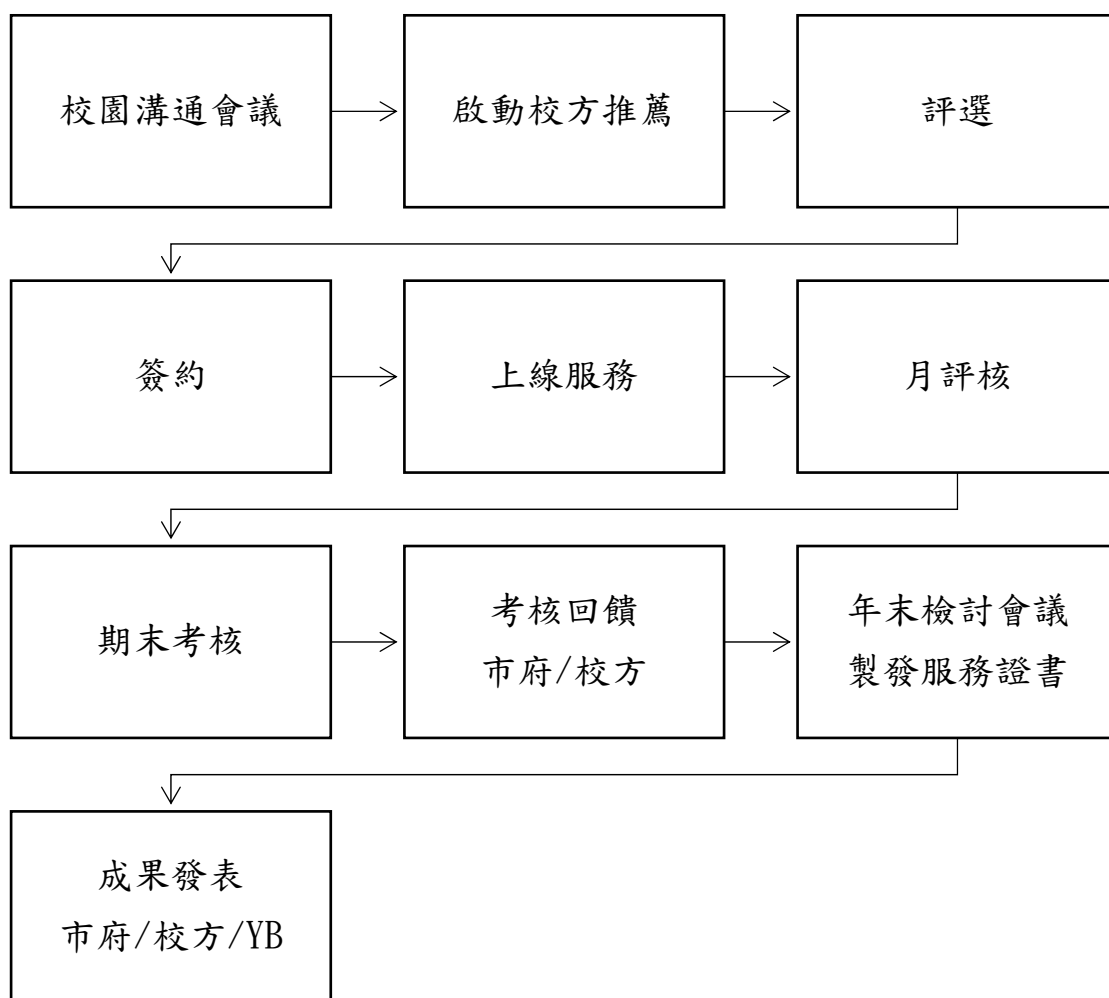 校園溝通會議
啟動校方推薦
評選
簽約
上線服務
月評核
期末考核
考核回饋
市府/校方
年末檢討會議
製發服務證書
成果發表
市府/校方/YB